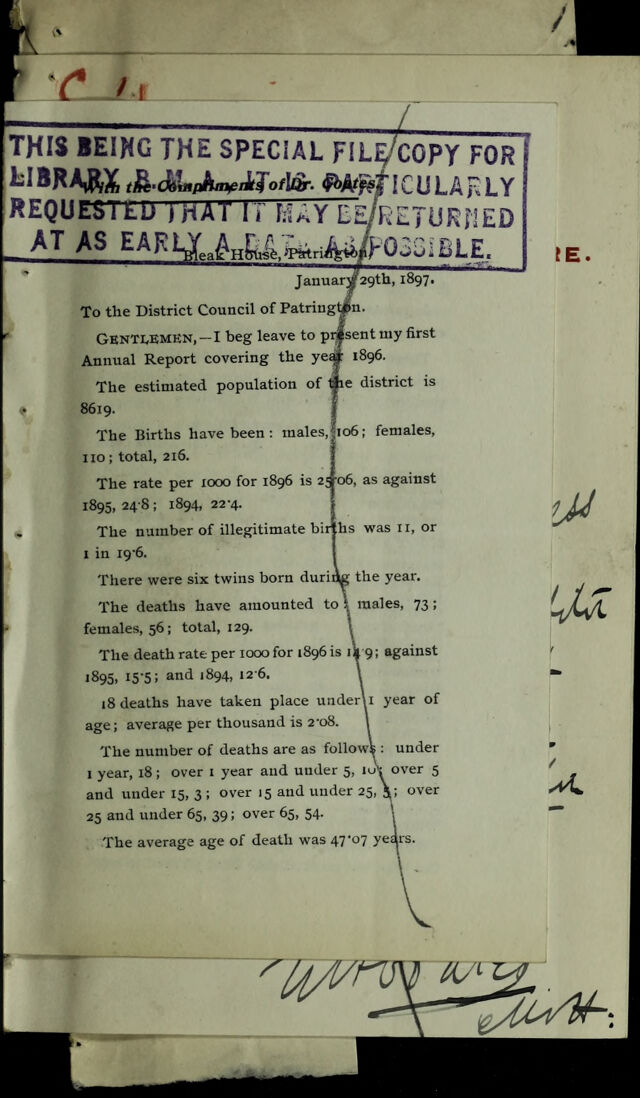 THIS BEING THE SPECIAL FILE COPY FOR
LIBRARY B. M. A., IT IS PARTICULARLY
With the Compliments of Dr. Coates,
REQUESTED THAT IT MAY BE RETURNED
AT AS EARLY A DATE AS POSSIBLE.
Bleak House, Patrington,
RE.
January 29th, 1897.
To the District Council of Patrington.
GENTLEMEN,—I beg leave to present my first
Annual Report covering the year 1896.
The estimated population of the district is
8619.
The Births have been: males, 106; females,
110; total, 216.
The rate per 1000 for 1896 is 25·06, as against
1895, 24·8; 1894, 22·4.
The number of illegitimate births was 11, or
1 in 19·6.
There were six twins born during the year.
The deaths have amounted to: males, 73;
females, 56; total, 129.
The death rate per 1000 for 1896 is 14·9; against
1895, 15·5; and 1894, 12·6.
18 deaths have taken place under 1 year of
age; average per thousand is 2·08.
The number of deaths are as follows: under
1 year, 18; over 1 year and under 5, 10; over 5
and under 15, 3; over 15 and under 25, 5; over
25 and under 65, 39; over 65, 54.
The average age of death was 47·07 years.